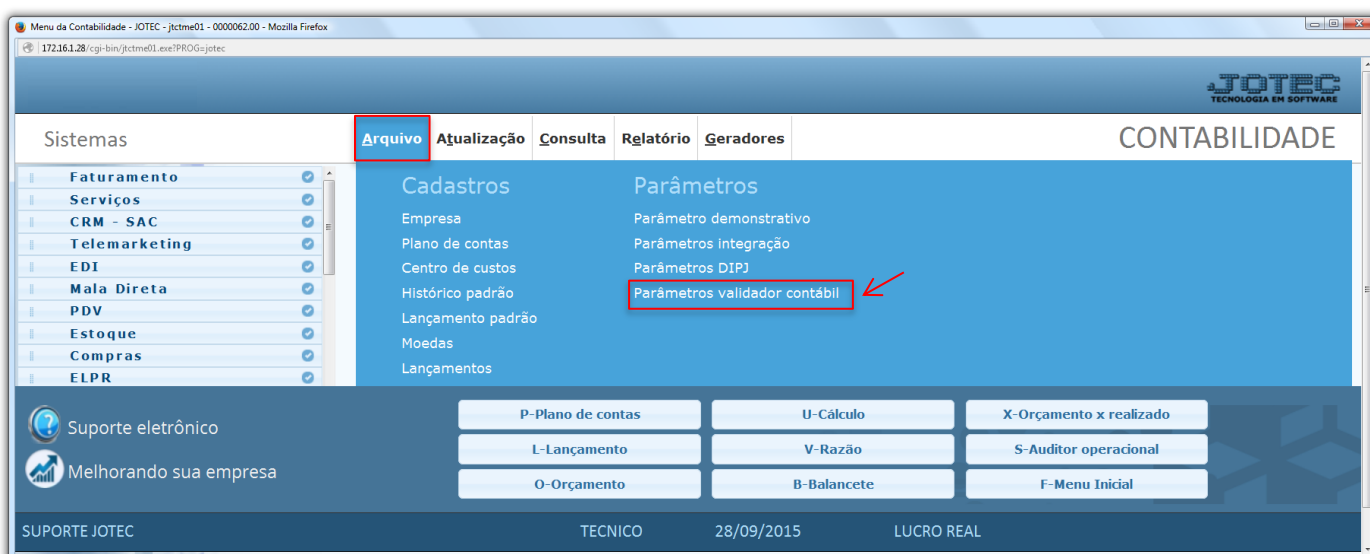 Menu da Contabilidade - JOTEC - jtctme01 - 0000062.00 - Mozilla Firefox
172.16.1.28/cgi-bin/jtctme01.exe?PROG=jotec
JOTEC
TECNOLOGIA EM SOFTWARE
Sistemas
Arquivo Atualização Consulta Relatório Geradores
CONTABILIDADE
Faturamento
Serviços
CRM - SAC
Telemarketing
EDI
Mala Direta
PDV
Estoque
Compras
ELPR
Cadastros
Empresa
Plano de contas
Centro de custos
Histórico padrão
Lançamento padrão
Moedas
Lançamentos
Parâmetros
Parâmetro demonstrativo
Parâmetros integração
Parâmetros DIPJ
Parâmetros validador contábil
Suporte eletrônico
Melhorando sua empresa
P-Plano de contas U-Cálculo X-Orçamento x realizado
L-Lançamento V-Razão S-Auditor operacional
O-Orçamento B-Balancete F-Menu Inicial
SUPORTE JOTEC TECNICO 28/09/2015 LUCRO REAL